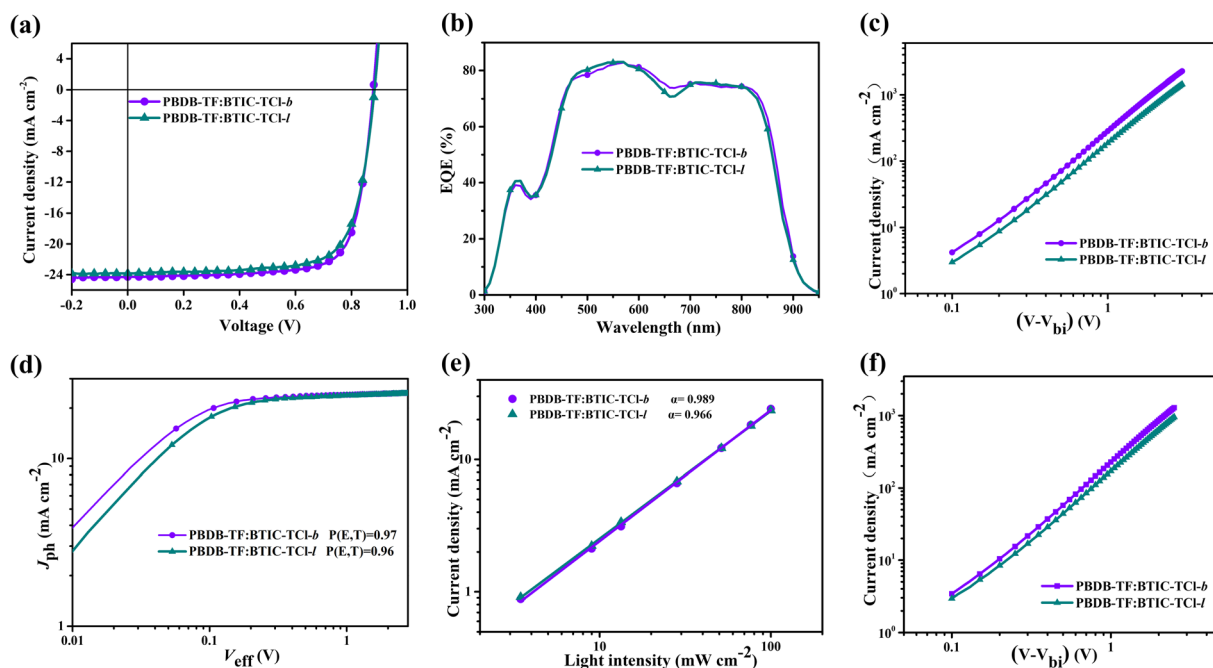 (a)
4
0
-4
-8
-12
-16
-20
-24
Current density (mA cm⁻²)
PBDB-TF:BTIC-TCl-b
PBDB-TF:BTIC-TCl-l
-0.2 0.0 0.2 0.4 0.6 0.8 1.0
Voltage (V)
(b)
100
80
60
40
20
0
EQE (%)
PBDB-TF:BTIC-TCl-b
PBDB-TF:BTIC-TCl-l
300 400 500 600 700 800 900
Wavelength (nm)
(c)
10³
10²
10¹
10⁰
Current density (mA cm⁻²)
PBDB-TF:BTIC-TCl-b
PBDB-TF:BTIC-TCl-l
0.1 1
(V-Vbi) (V)
(d)
10
1
Jph (mA cm⁻²)
PBDB-TF:BTIC-TCl-b P(E,T)=0.97
PBDB-TF:BTIC-TCl-l P(E,T)=0.96
0.01 0.1 1
Veff (V)
(e)
10
1
Current density (mA cm⁻²)
PBDB-TF:BTIC-TCl-b α= 0.989
PBDB-TF:BTIC-TCl-l α= 0.966
10 100
Light intensity (mW cm⁻²)
(f)
10³
10²
10¹
10⁰
Current density (mA cm⁻²)
PBDB-TF:BTIC-TCl-b
PBDB-TF:BTIC-TCl-l
0.1 1
(V-Vbi) (V)